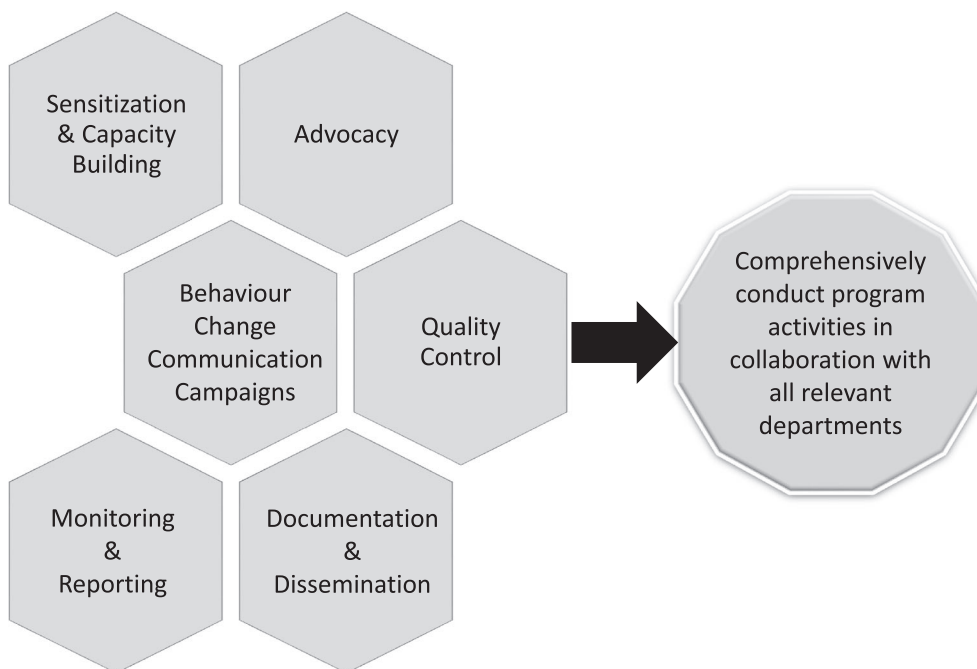 Sensitization
& Capacity
Building
Advocacy
Behaviour
Change
Communication
Campaigns
Quality
Control
Monitoring
&
Reporting
Documentation
&
Dissemination
Comprehensively
conduct program
activities in
collaboration with
all relevant
departments